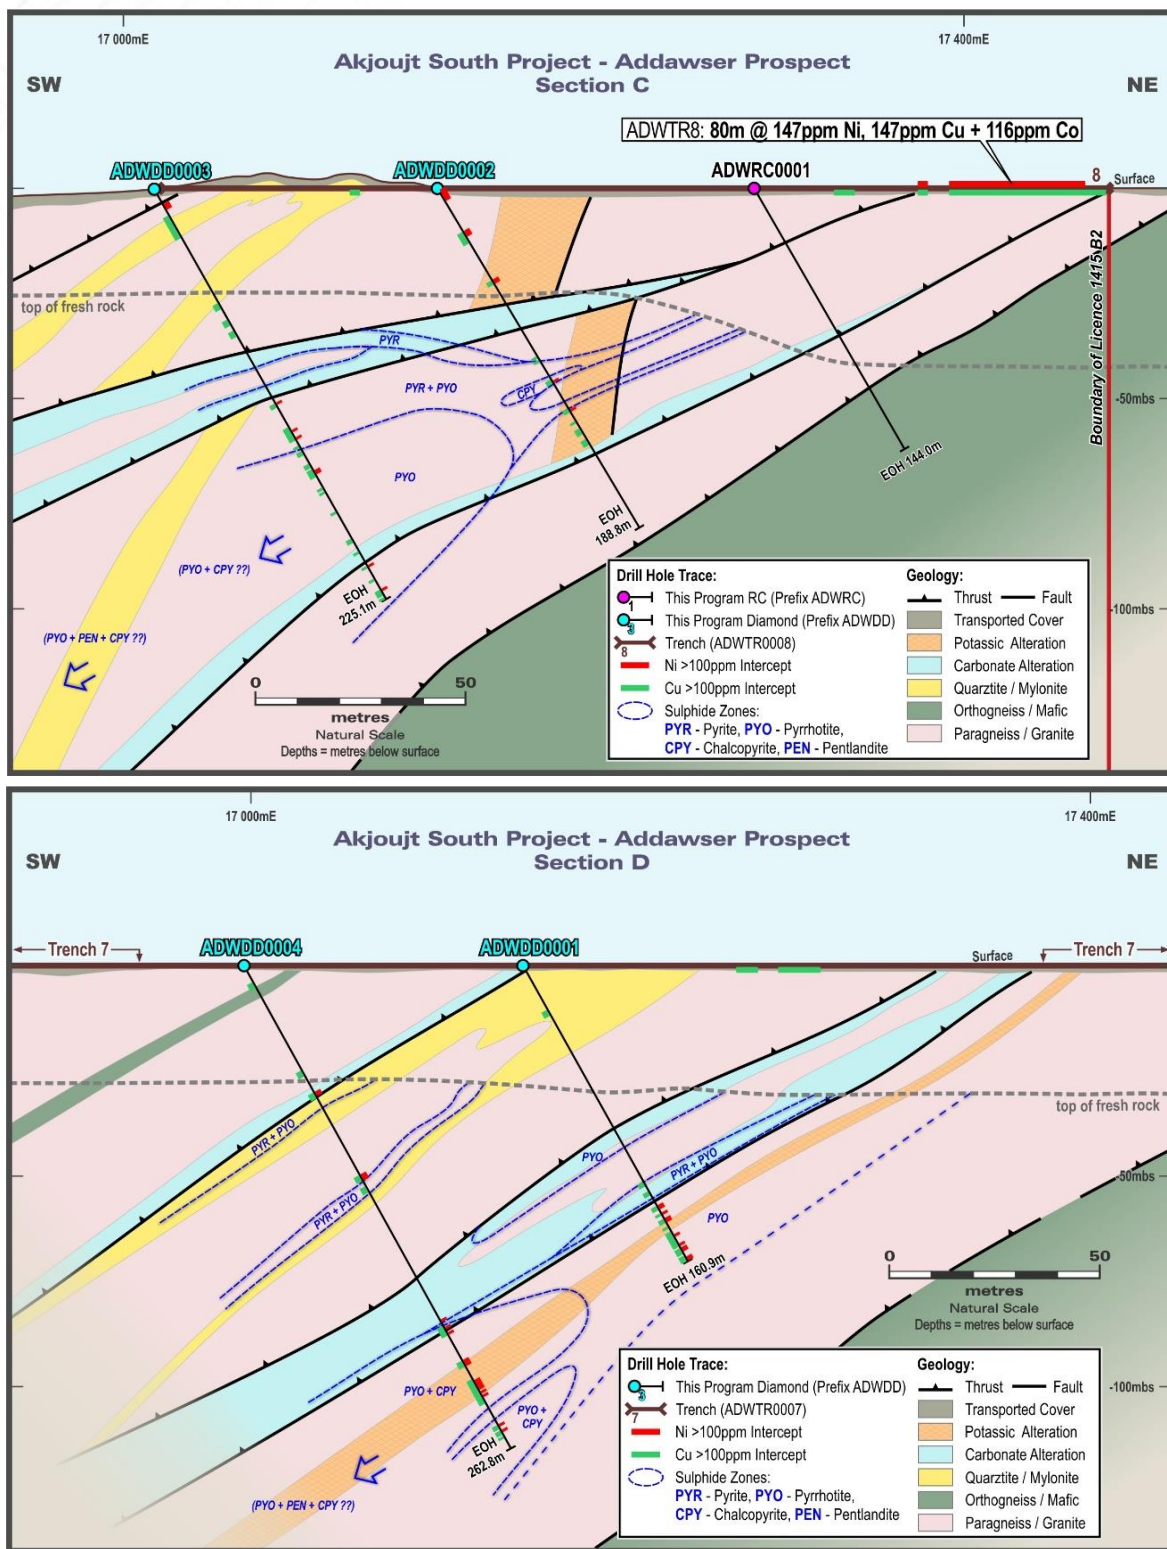 17 000mE
17 400mE
Akjoujt South Project - Addawser Prospect
Section C
SW
NE
ADWTR8: 80m @ 147ppm Ni, 147ppm Cu + 116ppm Co
ADWDD0003
ADWDD0002
ADWRC0001
8
Surface
top of fresh rock
Boundary of Licence 1415 B2
PYR
PYR + PYO
CPY
-50mbs
EOH 144.0m
PYO
EOH
188.8m
(PYO + CPY ??)
EOH
225.1m
-100mbs
(PYO + PEN + CPY ??)
0
50
metres
Natural Scale
Depths = metres below surface
Drill Hole Trace:
1
This Program RC (Prefix ADWRC)
3
This Program Diamond (Prefix ADWDD)
8
Trench (ADWTR0008)
Ni >100ppm Intercept
Cu >100ppm Intercept
Sulphide Zones:
PYR - Pyrite, PYO - Pyrrhotite,
CPY - Chalcopyrite, PEN - Pentlandite
Geology:
Thrust
Fault
Transported Cover
Potassic Alteration
Carbonate Alteration
Quartzite / Mylonite
Orthogneiss / Mafic
Paragneiss / Granite
17 000mE
17 400mE
Akjoujt South Project - Addawser Prospect
Section D
SW
NE
Trench 7
ADWDD0004
ADWDD0001
Surface
Trench 7
top of fresh rock
PYR + PYO
PYO
PYR + PYO
PYR + PYO
-50mbs
PYO
EOH 160.9m
0
50
metres
Natural Scale
Depths = metres below surface
PYO + CPY
PYO +
CPY
-100mbs
EOH
262.8m
(PYO + PEN + CPY ??)
Drill Hole Trace:
3
This Program Diamond (Prefix ADWDD)
7
Trench (ADWTR0007)
Ni >100ppm Intercept
Cu >100ppm Intercept
Sulphide Zones:
PYR - Pyrite, PYO - Pyrrhotite,
CPY - Chalcopyrite, PEN - Pentlandite
Geology:
Thrust
Fault
Transported Cover
Potassic Alteration
Carbonate Alteration
Quartzite / Mylonite
Orthogneiss / Mafic
Paragneiss / Granite